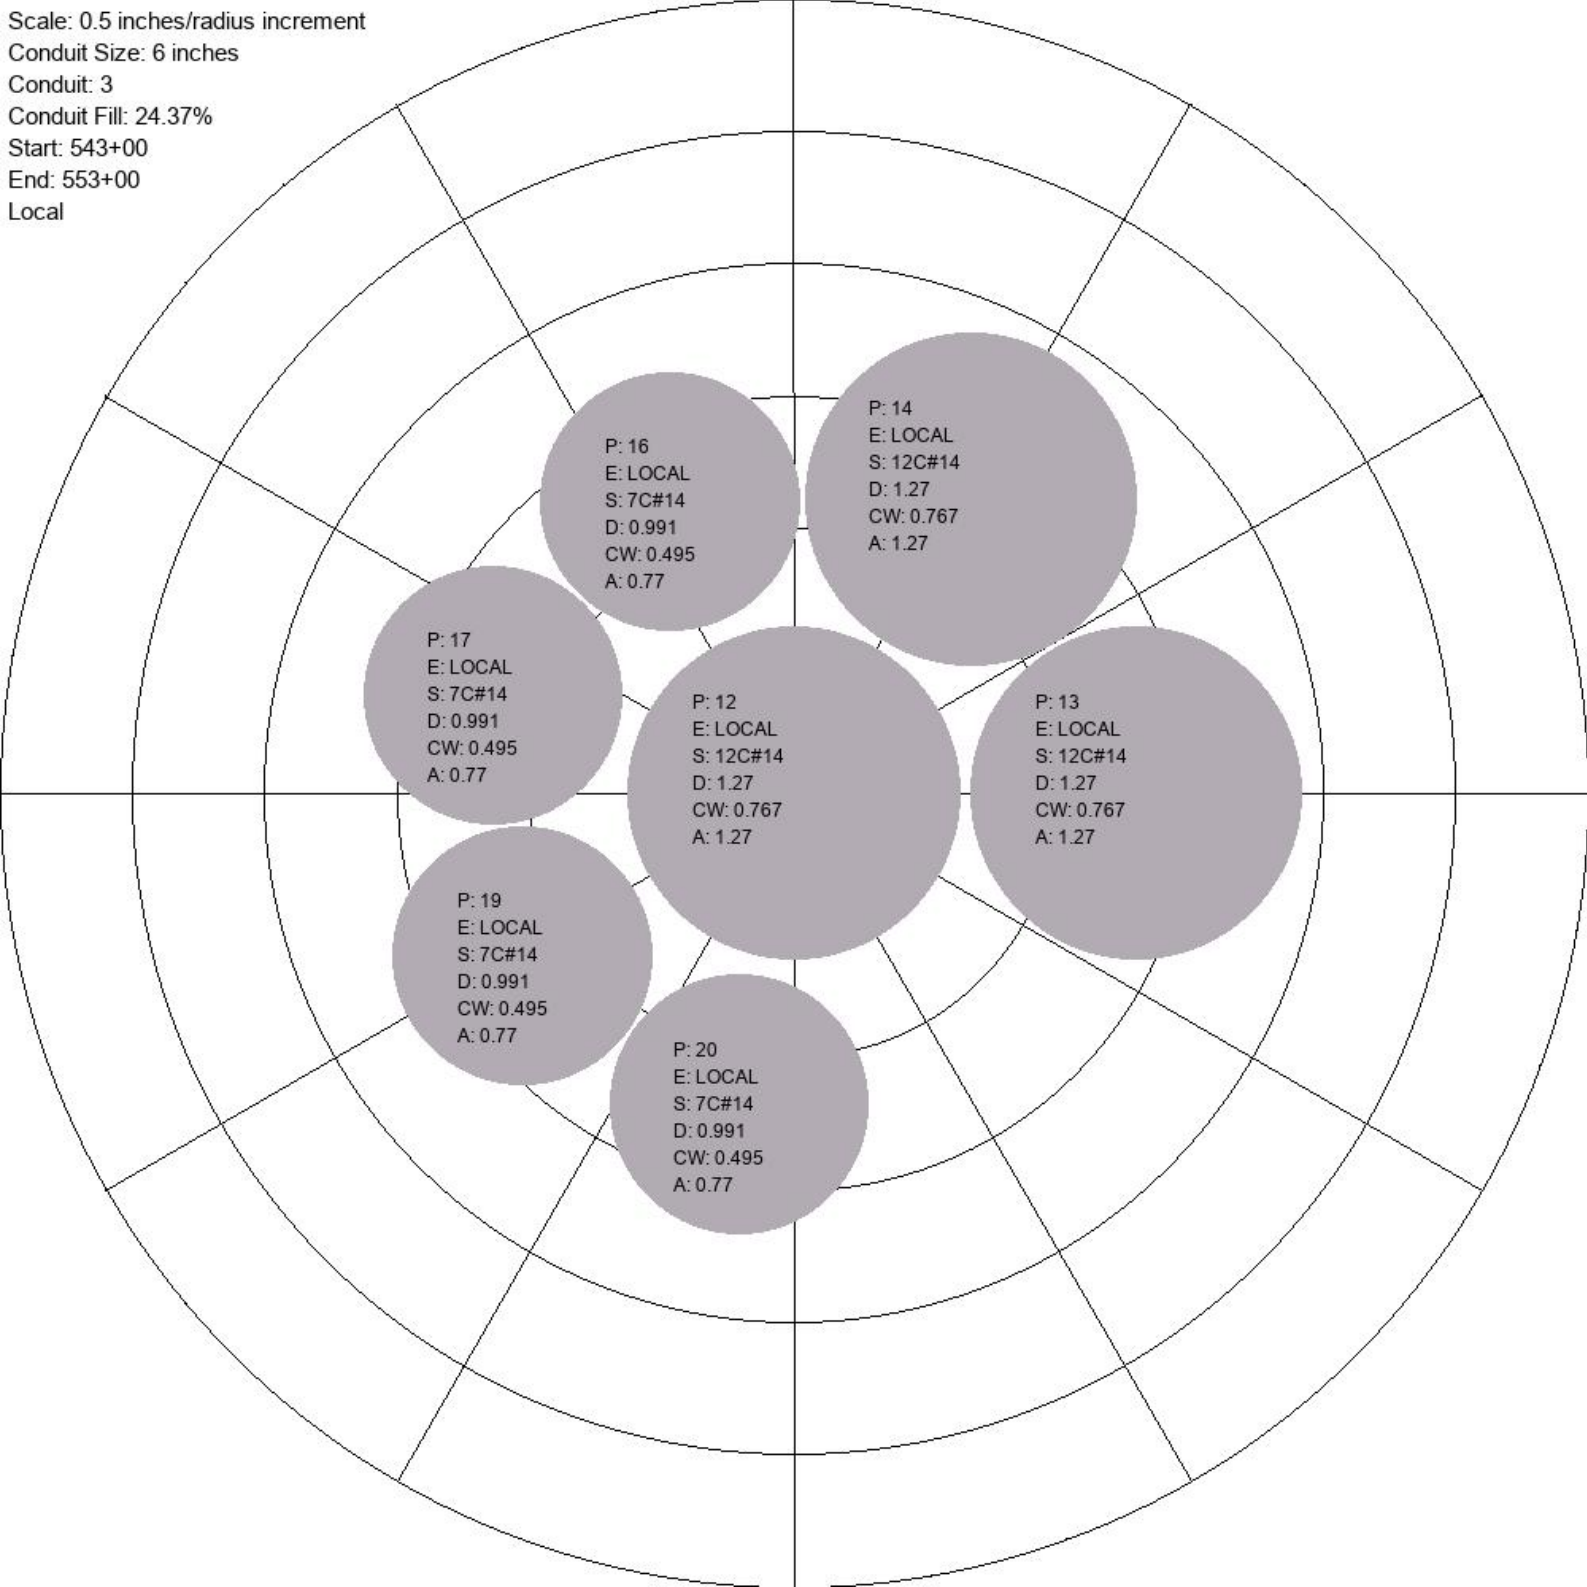 Scale: 0.5 inches/radius increment
Conduit Size: 6 inches
Conduit: 3
Conduit Fill: 24.37%
Start: 543+00
End: 553+00
Local
P: 14
E: LOCAL
S: 12C#14
D: 1.27
CW: 0.767
A: 1.27
P: 16
E: LOCAL
S: 7C#14
D: 0.991
CW: 0.495
A: 0.77
P: 17
E: LOCAL
S: 7C#14
D: 0.991
CW: 0.495
A: 0.77
P: 12
E: LOCAL
S: 12C#14
D: 1.27
CW: 0.767
A: 1.27
P: 13
E: LOCAL
S: 12C#14
D: 1.27
CW: 0.767
A: 1.27
P: 19
E: LOCAL
S: 7C#14
D: 0.991
CW: 0.495
A: 0.77
P: 20
E: LOCAL
S: 7C#14
D: 0.991
CW: 0.495
A: 0.77